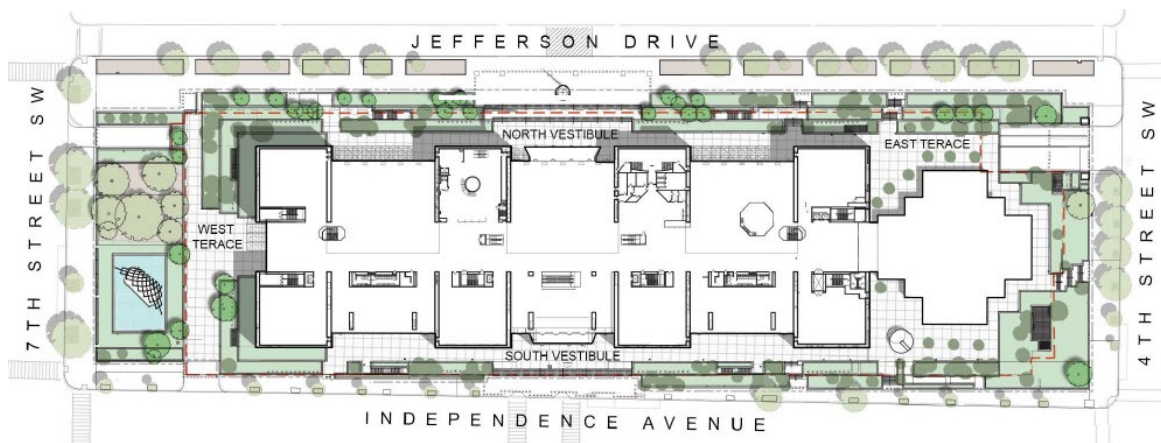 JEFFERSON DRIVE
7TH STREET SW
NORTH VESTIBULE
EAST TERACE
4TH STREET SW
WEST
TERACE
SOUTH VESTIBULE
INDEPENDENCE AVENUE